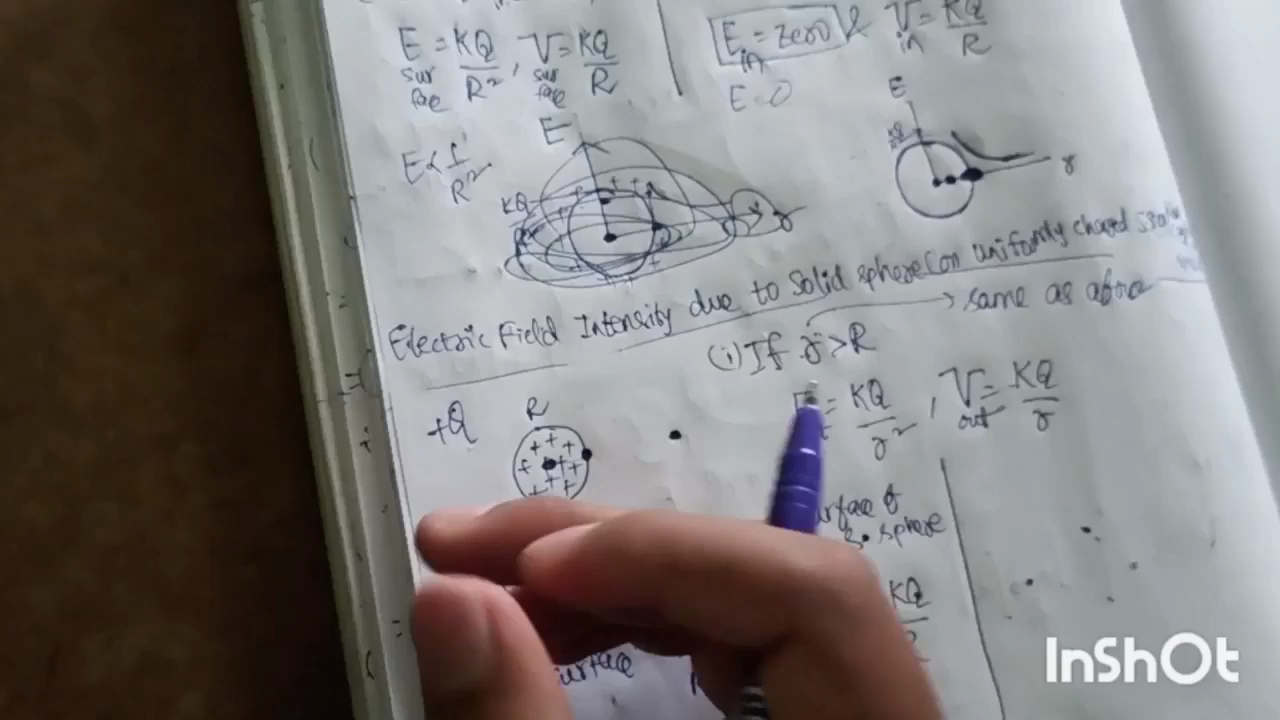 E = KQ/R², V = KQ/R
sur face sur face
E in = zero & V in = KQ/R
E = 0
E ∝ 1/R²
E
KQ
r
E
r
Electric Field Intensity due to Solid sphere (on uniformly charged
(i) If r > R → same as above
+Q R
= KQ/r², V out = KQ/r
surface of
sphere
KQ
surface
InShOt